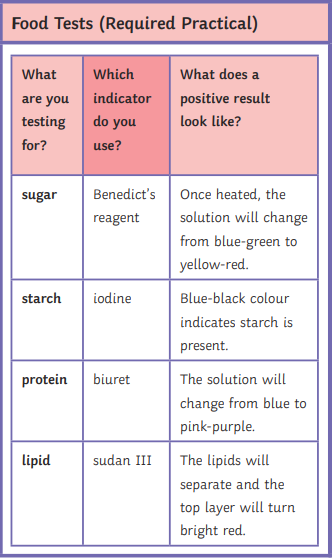 Food Tests (Required Practical)
What are you testing for?
Which indicator do you use?
What does a positive result look like?
sugar
Benedict's reagent
Once heated, the solution will change from blue-green to yellow-red.
starch
iodine
Blue-black colour indicates starch is present.
protein
biuret
The solution will change from blue to pink-purple.
lipid
sudan III
The lipids will separate and the top layer will turn bright red.